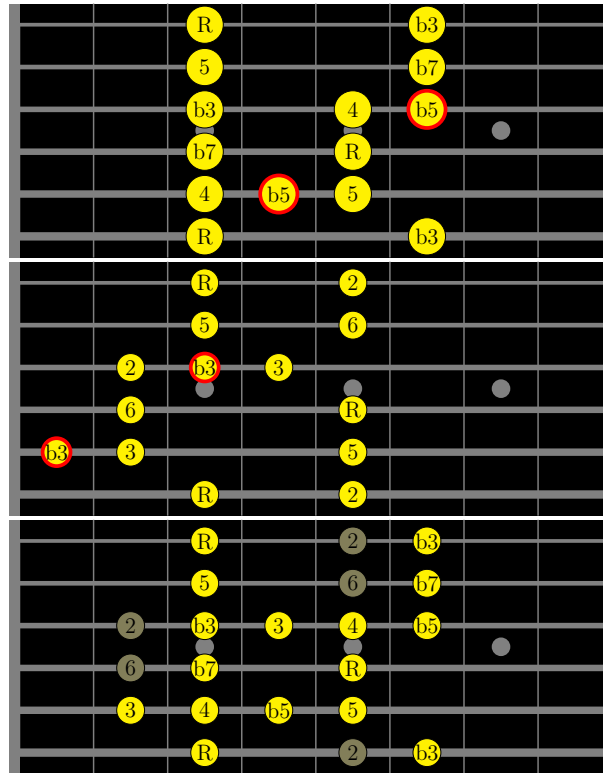 R b3
5 b7
b3 4 b5
b7 R
4 b5 5
R b3
R 2
5 6
2 b3 3
6 R
b3 3 5
R 2
R 2 b3
5 6 b7
2 b3 3 4 b5
6 b7 R
3 4 b5 5
R 2 b3